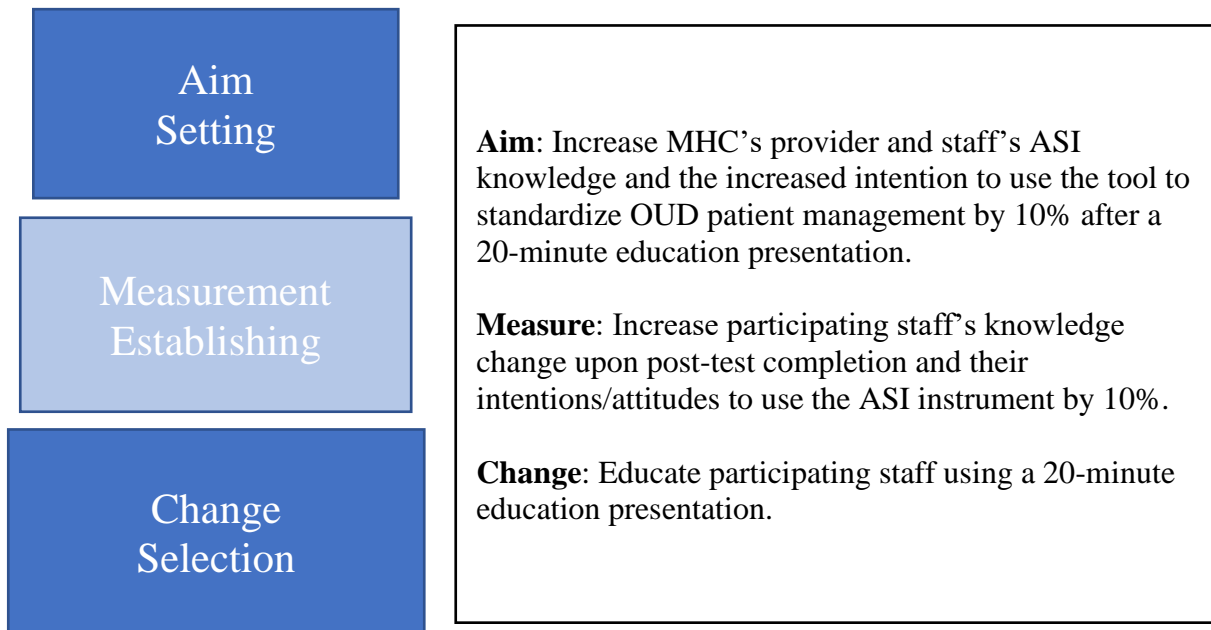 Aim
Setting
Measurement
Establishing
Change
Selection
Aim: Increase MHC’s provider and staff’s ASI
knowledge and the increased intention to use the tool to
standardize OUD patient management by 10% after a
20-minute education presentation.
Measure: Increase participating staff’s knowledge
change upon post-test completion and their
intentions/attitudes to use the ASI instrument by 10%.
Change: Educate participating staff using a 20-minute
education presentation.